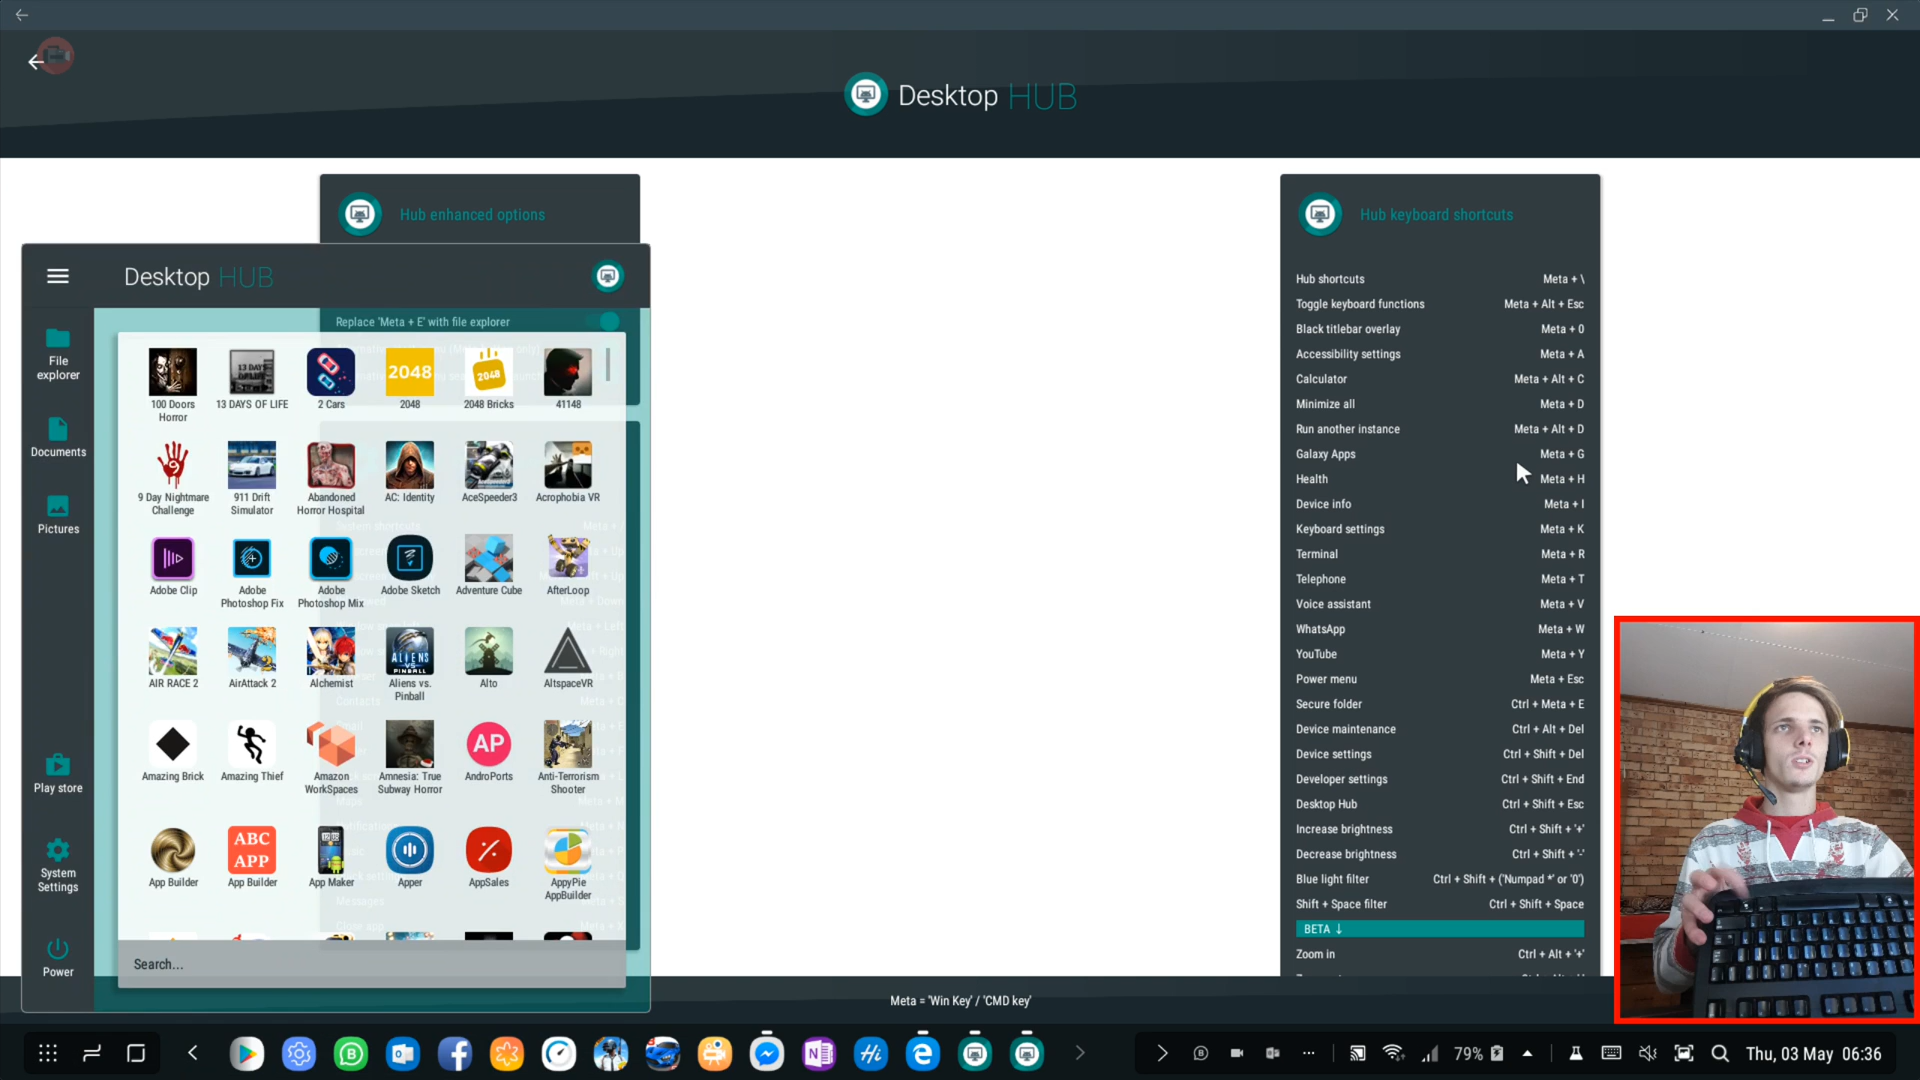 Desktop HUB
Hub enhanced options
Desktop HUB
Replace 'Meta + E' with file explorer
File explorer
Documents
Pictures
Play store
System Settings
Power
100 Doors Horror
13 DAYS OF LIFE
2 Cars
2048
2048 Bricks
41148
9 Day Nightmare Challenge
911 Drift Simulator
Abandoned Horror Hospital
AC: Identity
AceSpeeder3
Acrophobia VR
Adobe Clip
Adobe Photoshop Fix
Adobe Photoshop Mix
Adobe Sketch
Adventure Cube
AfterLoop
AIR RACE 2
AirAttack 2
Alchemist
Aliens vs. Pinball
Alto
AltspaceVR
Amazing Brick
Amazing Thief
Amazon WorkSpaces
Amnesia: True Subway Horror
AP
AndroPorts
Anti-Terrorism Shooter
App Builder
ABC APP
App Builder
App Maker
Apper
AppSales
AppyPie AppBuilder
Search...
Hub keyboard shortcuts
Hub shortcuts Meta + \
Toggle keyboard functions Meta + Alt + Esc
Black titlebar overlay Meta + 0
Accessibility settings Meta + A
Calculator Meta + Alt + C
Minimize all Meta + D
Run another instance Meta + Alt + D
Galaxy Apps Meta + G
Health Meta + H
Device info Meta + I
Keyboard settings Meta + K
Terminal Meta + R
Telephone Meta + T
Voice assistant Meta + V
WhatsApp Meta + W
YouTube Meta + Y
Power menu Meta + Esc
Secure folder Ctrl + Meta + E
Device maintenance Ctrl + Alt + Del
Device settings Ctrl + Shift + Del
Developer settings Ctrl + Shift + End
Desktop Hub Ctrl + Shift + Esc
Increase brightness Ctrl + Shift + '+'
Decrease brightness Ctrl + Shift + '-'
Blue light filter Ctrl + Shift + ('Numpad *' or '0')
Shift + Space filter Ctrl + Shift + Space
BETA ↓
Zoom in Ctrl + Alt + '+'
Meta = 'Win Key' / 'CMD key'
79%
Thu, 03 May 06:36